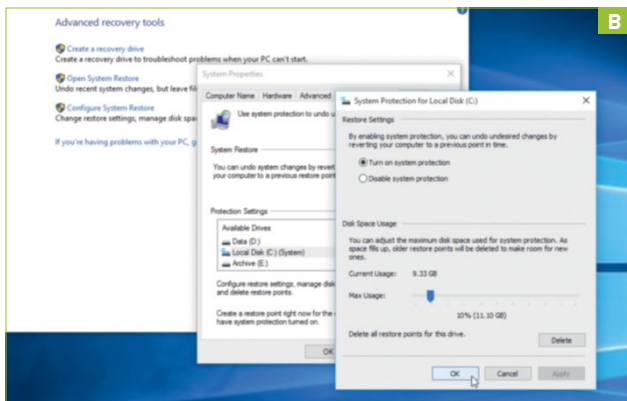 B
Advanced recovery tools
Create a recovery drive
Create a recovery drive to troubleshoot problems when your PC can't start.
Open System Restore
Undo recent system changes, but leave
Configure System Restore
Change restore settings, manage disk
If you're having problems with your PC,
System Properties
Computer Name Hardware Advanced
Use system protection to undo
System Restore
You can undo system changes by
your computer to a previous restore point
Protection Settings
Available Drives
Data (D:)
Local Disk (C:) (System)
Archive (E:)
Configure restore settings, manage disk
and delete restore points.
Create a restore point right now for the
have system protection turned on.
OK
System Protection for Local Disk (C:)
Restore Settings
By enabling system protection, you can undo undesired changes by
reverting your computer to a previous point in time.
Turn on system protection
Disable system protection
Disk Space Usage
You can adjust the maximum disk space used for system protection. As
space fills up, older restore points will be deleted to make room for new
ones.
Current Usage: 9.33 GB
Max Usage:
10% (11.10 GB)
Delete all restore points for this drive.
Delete
OK Cancel Apply